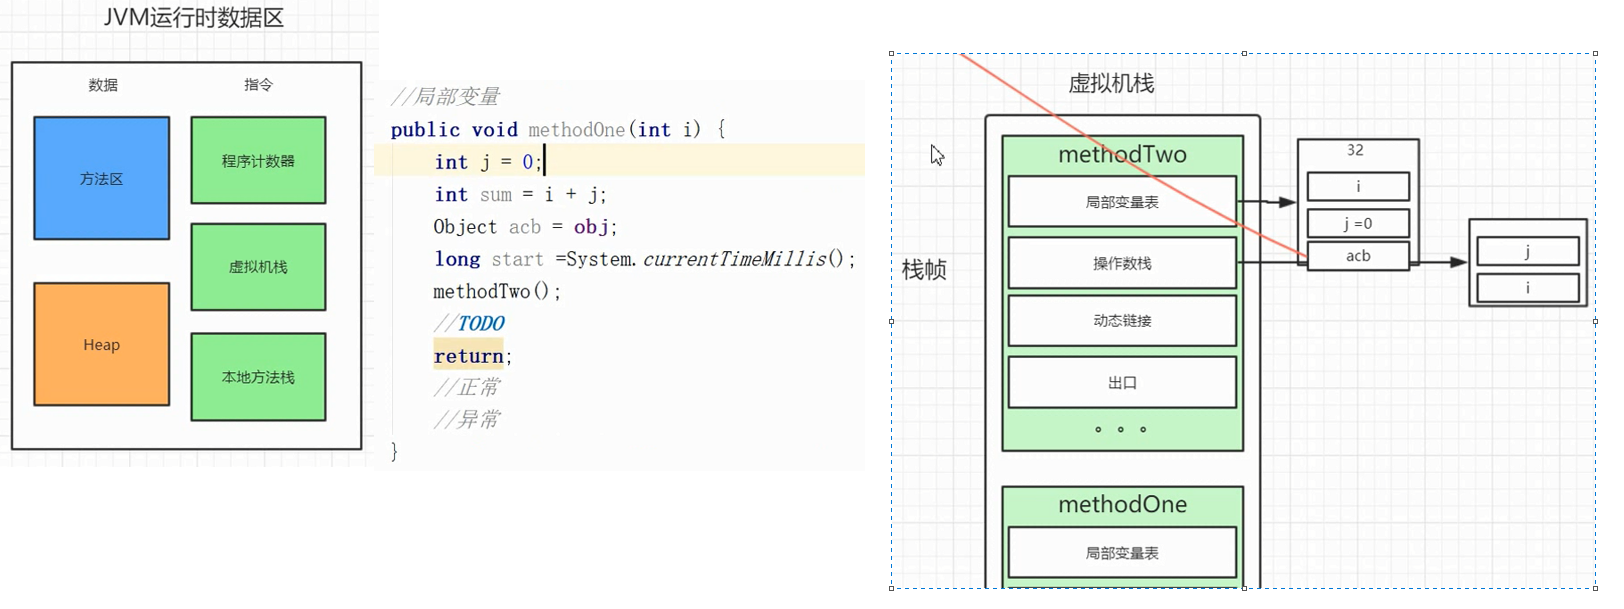 JVM运行时数据区
数据
指令
方法区
程序计数器
虚拟机栈
Heap
本地方法栈
//局部变量
public void methodOne(int i) {
int j = 0;
int sum = i + j;
Object acb = obj;
long start =System.currentTimeMillis();
methodTwo();
//TODO
return;
//正常
//异常
}
虚拟机栈
栈帧
methodTwo
局部变量表
操作数栈
动态链接
出口
。。。
methodOne
局部变量表
32
i
j =0
acb
j
i